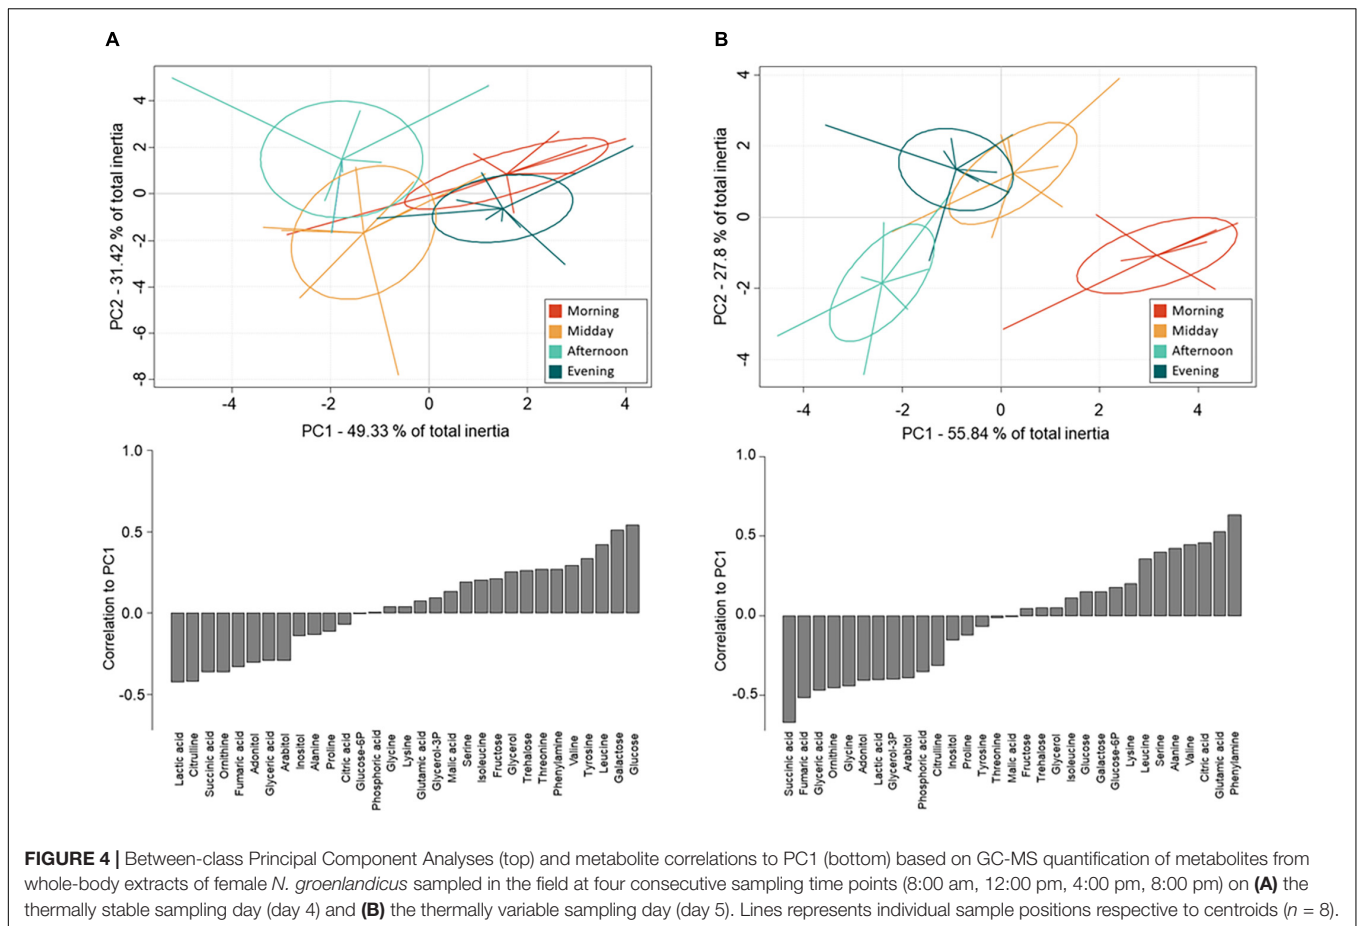 A
B
PC2 - 31.42 % of total inertia
4
2
0
-2
-4
-6
-8
-4
-2
0
2
4
PC1 - 49.33 % of total inertia
Morning
Midday
Afternoon
Evening
PC2 - 27.8 % of total inertia
4
2
0
-2
-4
-4
-2
0
2
4
PC1 - 55.84 % of total inertia
Morning
Midday
Afternoon
Evening
Correlation to PC1
1.0
0.5
0.0
-0.5
Lactic acid
Citrulline
Succinic acid
Ornithine
Fumaric acid
Adonitol
Glyceric acid
Arabitol
Inositol
Alanine
Proline
Citric acid
Glucose-6P
Phosphoric acid
Glycine
Lysine
Glutamic acid
Glycerol-3P
Malic acid
Serine
Isoleucine
Fructose
Glycerol
Trehalose
Threonine
Phenylamine
Valine
Tyrosine
Leucine
Galactose
Glucose
Correlation to PC1
1.0
0.5
0.0
-0.5
Succinic acid
Fumaric acid
Glyceric acid
Ornithine
Glycine
Adonitol
Lactic acid
Glycerol-3P
Arabitol
Phosphoric acid
Citrulline
Inositol
Proline
Tyrosine
Threonine
Malic acid
Fructose
Trehalose
Glycerol
Isoleucine
Glucose
Galactose
Glucose-6P
Lysine
Leucine
Serine
Alanine
Valine
Citric acid
Glutamic acid
Phenylamine
FIGURE 4 | Between-class Principal Component Analyses (top) and metabolite correlations to PC1 (bottom) based on GC-MS quantification of metabolites from
whole-body extracts of female N. groenlandicus sampled in the field at four consecutive sampling time points (8:00 am, 12:00 pm, 4:00 pm, 8:00 pm) on (A) the
thermally stable sampling day (day 4) and (B) the thermally variable sampling day (day 5). Lines represents individual sample positions respective to centroids (n = 8).